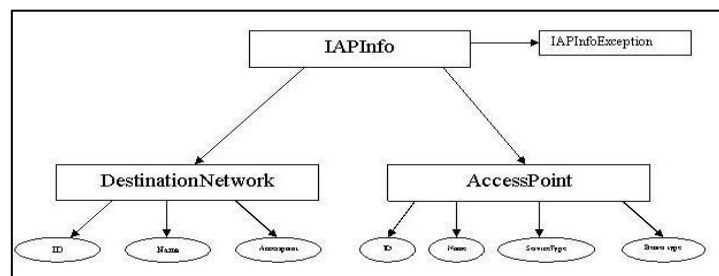 IAPInfo
IAPInfoException
DestinationNetwork
AccessPoint
ID
Name
ID
Name
ServiceType